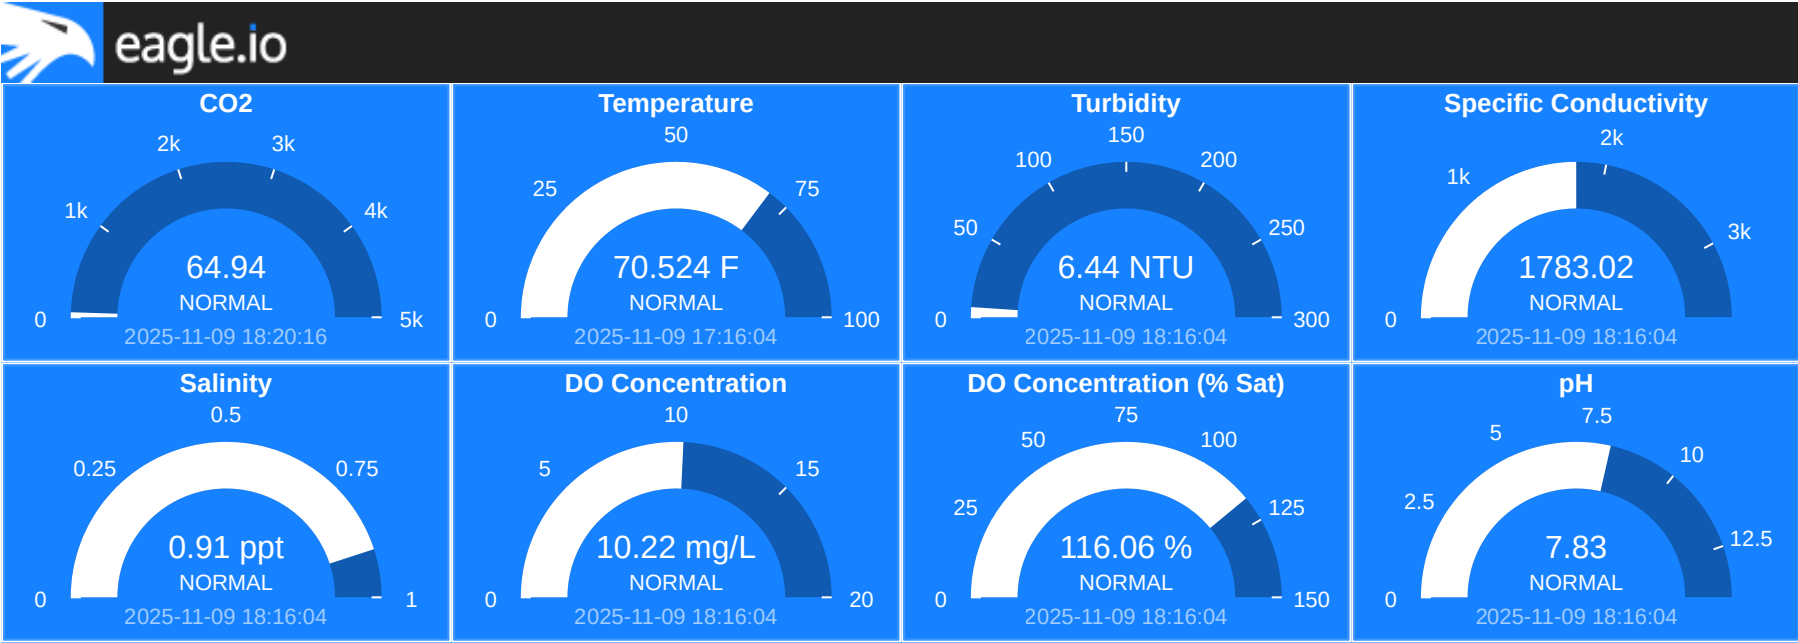 eagle.io
CO2
0
1k
2k
3k
4k
5k
64.94
NORMAL
2025-11-09 18:20:16
Temperature
0
25
50
75
100
70.524 F
NORMAL
2025-11-09 17:16:04
Turbidity
0
50
100
150
200
250
300
6.44 NTU
NORMAL
2025-11-09 18:16:04
Specific Conductivity
0
1k
2k
3k
1783.02
NORMAL
2025-11-09 18:16:04
Salinity
0
0.25
0.5
0.75
1
0.91 ppt
NORMAL
2025-11-09 18:16:04
DO Concentration
0
5
10
15
20
10.22 mg/L
NORMAL
2025-11-09 18:16:04
DO Concentration (% Sat)
0
25
50
75
100
125
150
116.06 %
NORMAL
2025-11-09 18:16:04
pH
0
2.5
5
7.5
10
12.5
7.83
NORMAL
2025-11-09 18:16:04